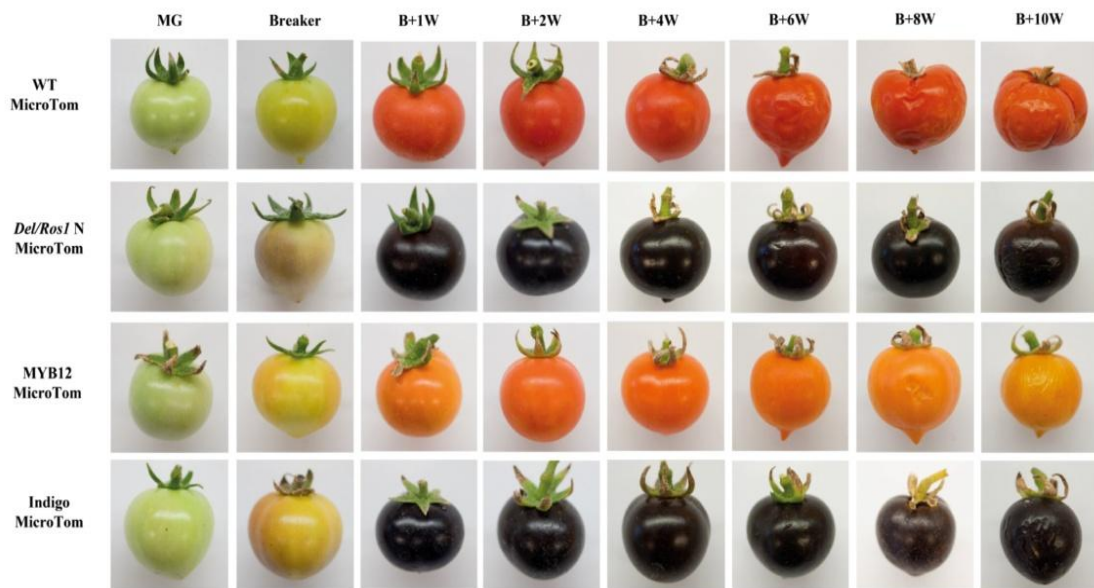 MG Breaker B+1W B+2W B+4W B+6W B+8W B+10W
WT
MicroTom
Del/Ros1 N
MicroTom
MYB12
MicroTom
Indigo
MicroTom